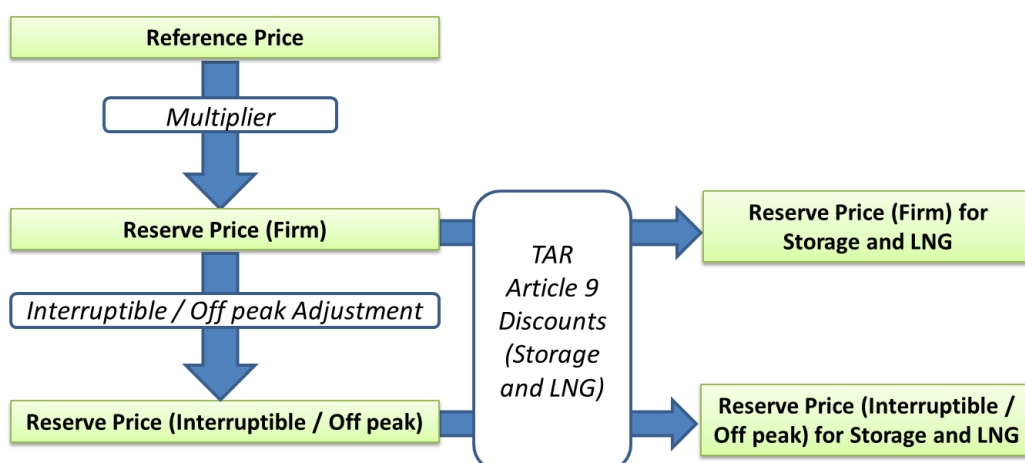 Reference Price
Multiplier
Reserve Price (Firm)
Interruptible / Off peak Adjustment
Reserve Price (Interruptible / Off peak)
TAR
Article 9
Discounts
(Storage
and LNG)
Reserve Price (Firm) for
Storage and LNG
Reserve Price (Interruptible /
Off peak) for Storage and LNG